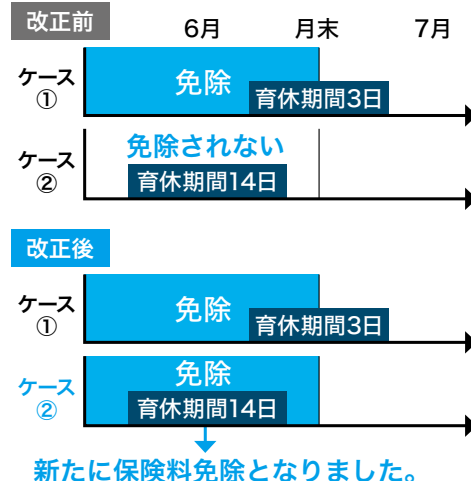 改正前
6月 月末 7月
ケース
①
免除
育休期間3日
ケース
②
免除されない
育休期間14日
改正後
ケース
①
免除
育休期間3日
ケース
②
免除
育休期間14日
新たに保険料免除となりました。